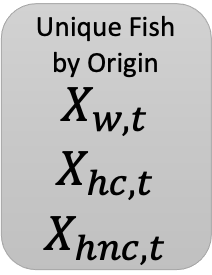 Unique Fish
by Origin
X_{w,t}
X_{hc,t}
X_{hnc,t}